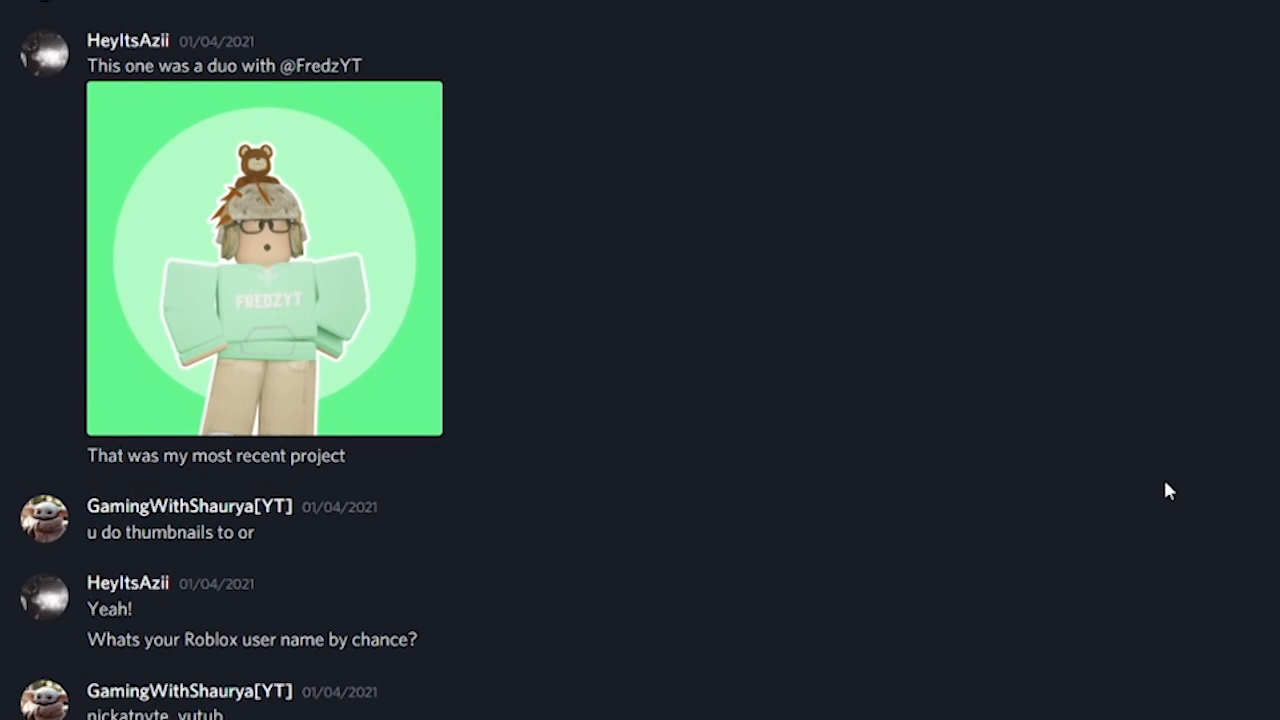 HeyItsAzii 01/04/2021
This one was a duo with @FredzYT
FREDZYT
That was my most recent project
GamingWithShaurya[YT] 01/04/2021
u do thumbnails to or
HeyItsAzii 01/04/2021
Yeah!
Whats your Roblox user name by chance?
GamingWithShaurya[YT] 01/04/2021